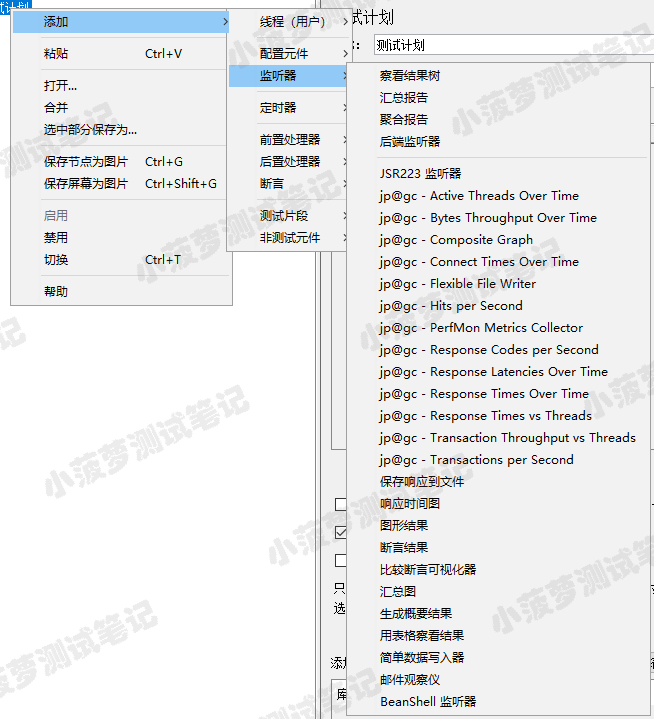 试计划
添加
粘贴 Ctrl+V
打开...
合并
选中部分保存为...
保存节点为图片 Ctrl+G
保存屏幕为图片 Ctrl+Shift+G
启用
禁用
切换 Ctrl+T
帮助
线程（用户）
配置元件
监听器
定时器
前置处理器
后置处理器
断言
测试片段
非测试元件
试计划
测试计划
察看结果树
汇总报告
聚合报告
后端监听器
JSR223 监听器
jp@gc - Active Threads Over Time
jp@gc - Bytes Throughput Over Time
jp@gc - Composite Graph
jp@gc - Connect Times Over Time
jp@gc - Flexible File Writer
jp@gc - Hits per Second
jp@gc - PerfMon Metrics Collector
jp@gc - Response Codes per Second
jp@gc - Response Latencies Over Time
jp@gc - Response Times Over Time
jp@gc - Response Times vs Threads
jp@gc - Transaction Throughput vs Threads
jp@gc - Transactions per Second
保存响应到文件
响应时间图
图形结果
断言结果
比较断言可视化器
汇总图
生成概要结果
用表格察看结果
简单数据写入器
邮件观察仪
BeanShell 监听器
只
选
添加
库
小菠萝测试笔记